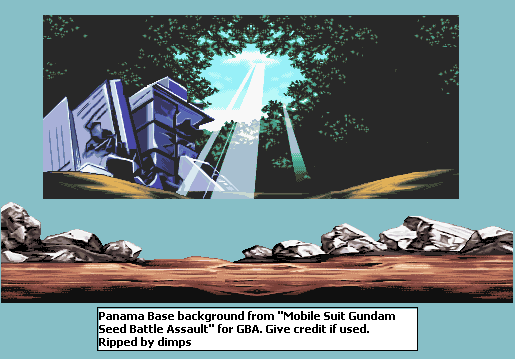 Panama Base background from "Mobile Suit Gundam
Seed Battle Assault" for GBA. Give credit if used.
Ripped by dimps